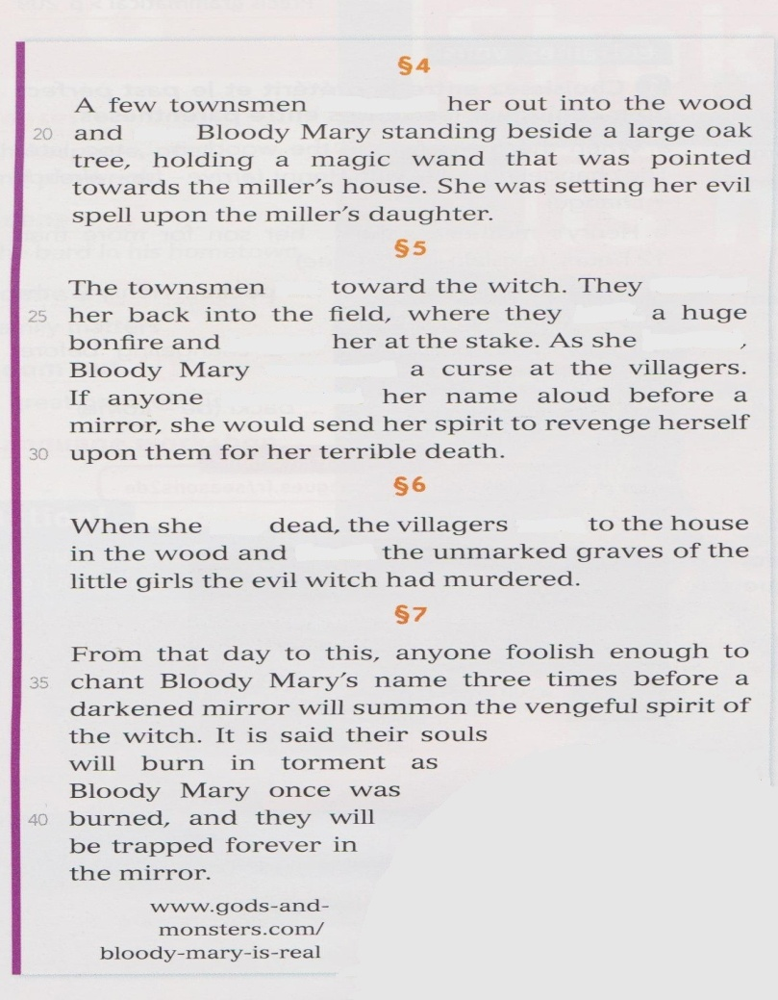 §4
A few townsmen her out into the wood
20 and Bloody Mary standing beside a large oak
tree, holding a magic wand that was pointed
towards the miller's house. She was setting her evil
spell upon the miller's daughter.
§5
The townsmen toward the witch. They
25 her back into the field, where they a huge
bonfire and her at the stake. As she ,
Bloody Mary a curse at the villagers.
If anyone her name aloud before a
mirror, she would send her spirit to revenge herself
30 upon them for her terrible death.
§6
When she dead, the villagers to the house
in the wood and the unmarked graves of the
little girls the evil witch had murdered.
§7
From that day to this, anyone foolish enough to
35 chant Bloody Mary's name three times before a
darkened mirror will summon the vengeful spirit of
the witch. It is said their souls
will burn in torment as
Bloody Mary once was
40 burned, and they will
be trapped forever in
the mirror.
www.gods-and-
monsters.com/
bloody-mary-is-real